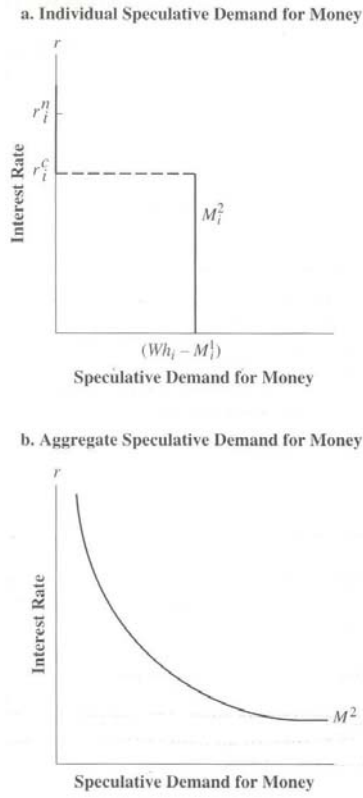 a. Individual Speculative Demand for Money
r
r_i^n
r_i^c
Interest Rate
M_i^2
(Wh_i − M_i^1)
Speculative Demand for Money
b. Aggregate Speculative Demand for Money
r
Interest Rate
M^2
Speculative Demand for Money